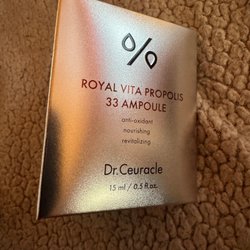 ROYAL VITA PROPOLIS
33 AMPOULE
anti-oxidant
nourishing
revitalizing
Dr.Ceuracle
15 ml / 0.5 fl.oz.